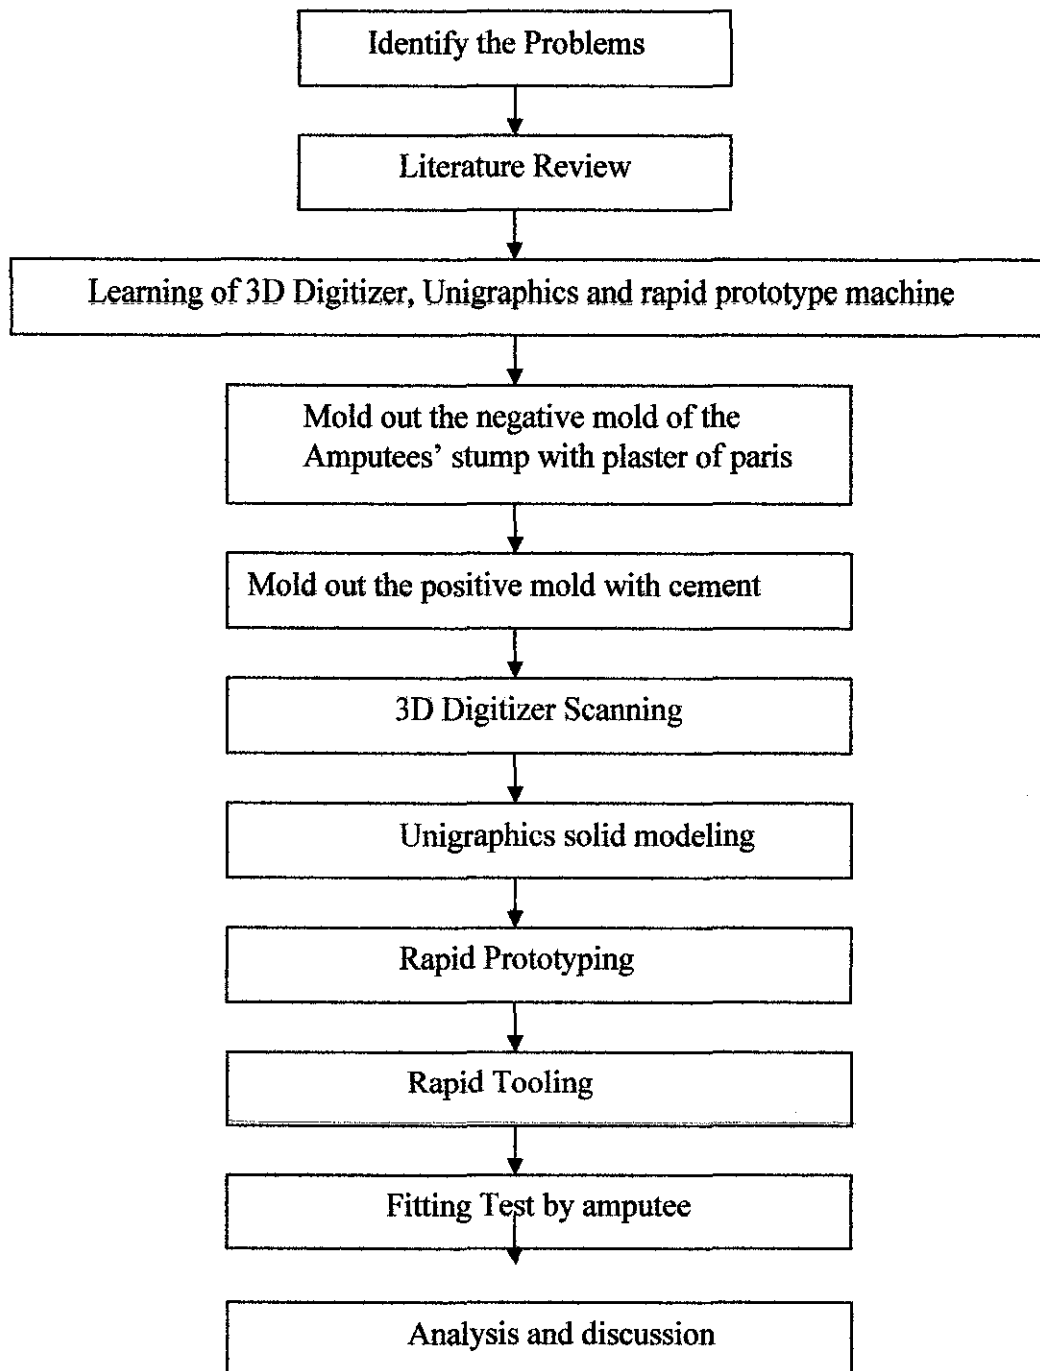 Identify the Problems
Literature Review
Learning of 3D Digitizer, Unigraphics and rapid prototype machine
Mold out the negative mold of the
Amputees’ stump with plaster of paris
Mold out the positive mold with cement
3D Digitizer Scanning
Unigraphics solid modeling
Rapid Prototyping
Rapid Tooling
Fitting Test by amputee
Analysis and discussion